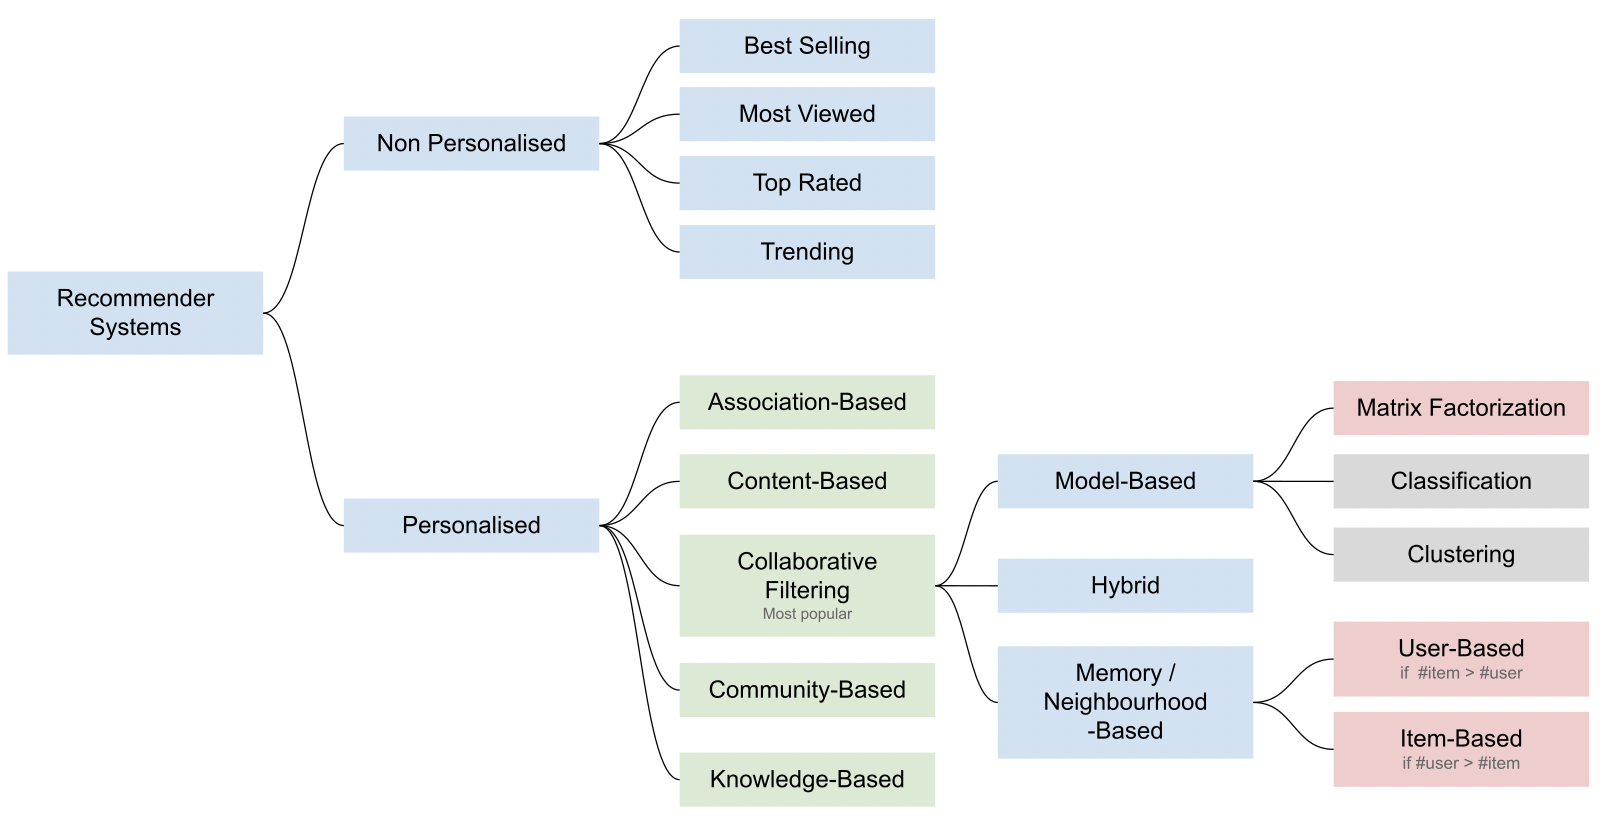 Recommender
Systems
Non Personalised
Best Selling
Most Viewed
Top Rated
Trending
Personalised
Association-Based
Content-Based
Collaborative
Filtering
Most popular
Community-Based
Knowledge-Based
Model-Based
Hybrid
Memory /
Neighbourhood
-Based
Matrix Factorization
Classification
Clustering
User-Based
if #item > #user
Item-Based
if #user > #item